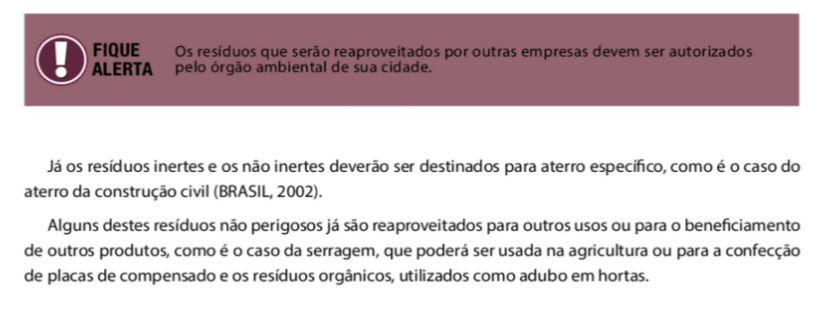 FIQUE
ALERTA
Os resíduos que serão reaproveitados por outras empresas devem ser autorizados
pelo órgão ambiental de sua cidade.
Já os resíduos inertes e os não inertes deverão ser destinados para aterro específico, como é o caso do
aterro da construção civil (BRASIL, 2002).
Alguns destes resíduos não perigosos já são reaproveitados para outros usos ou para o beneficiamento
de outros produtos, como é o caso da serragem, que poderá ser usada na agricultura ou para a confecção
de placas de compensado e os resíduos orgânicos, utilizados como adubo em hortas.